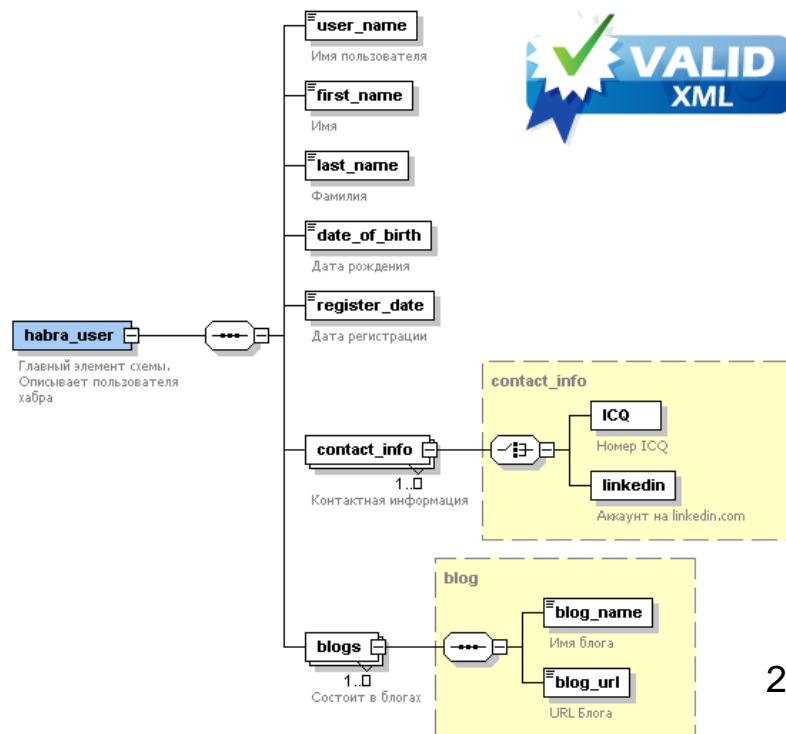 user_name
Имя пользователя
VALID
XML
first_name
Имя
last_name
Фамилия
date_of_birth
Дата рождения
register_date
Дата регистрации
habra_user
Главный элемент схемы.
Описывает пользователя
хабра
contact_info
ICQ
Номер ICQ
contact_info
1..
Контактная информация
linkedin
Аккаунт на linkedin.com
blog
blog_name
Имя блога
blogs
1..
Состоит в блогах
blog_url
URL Блога
2